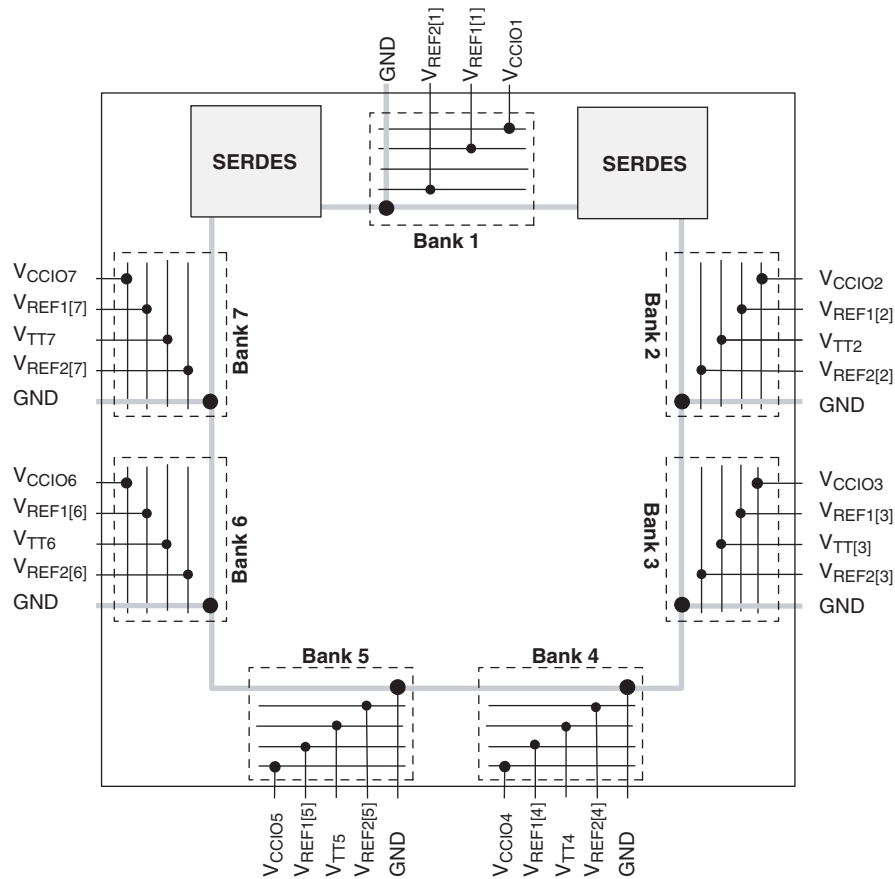 GND
VREF2[1]
VREF1[1]
VCCIO1
SERDES
SERDES
Bank 1
VCCIO7
VREF1[7]
VTT7
VREF2[7]
GND
Bank 7
Bank 2
VCCIO2
VREF1[2]
VTT2
VREF2[2]
GND
VCCIO6
VREF1[6]
VTT6
VREF2[6]
GND
Bank 6
Bank 3
VCCIO3
VREF1[3]
VTT[3]
VREF2[3]
GND
Bank 5
Bank 4
VCCIO5
VREF1[5]
VTT5
VREF2[5]
GND
VCCIO4
VREF1[4]
VTT4
VREF2[4]
GND